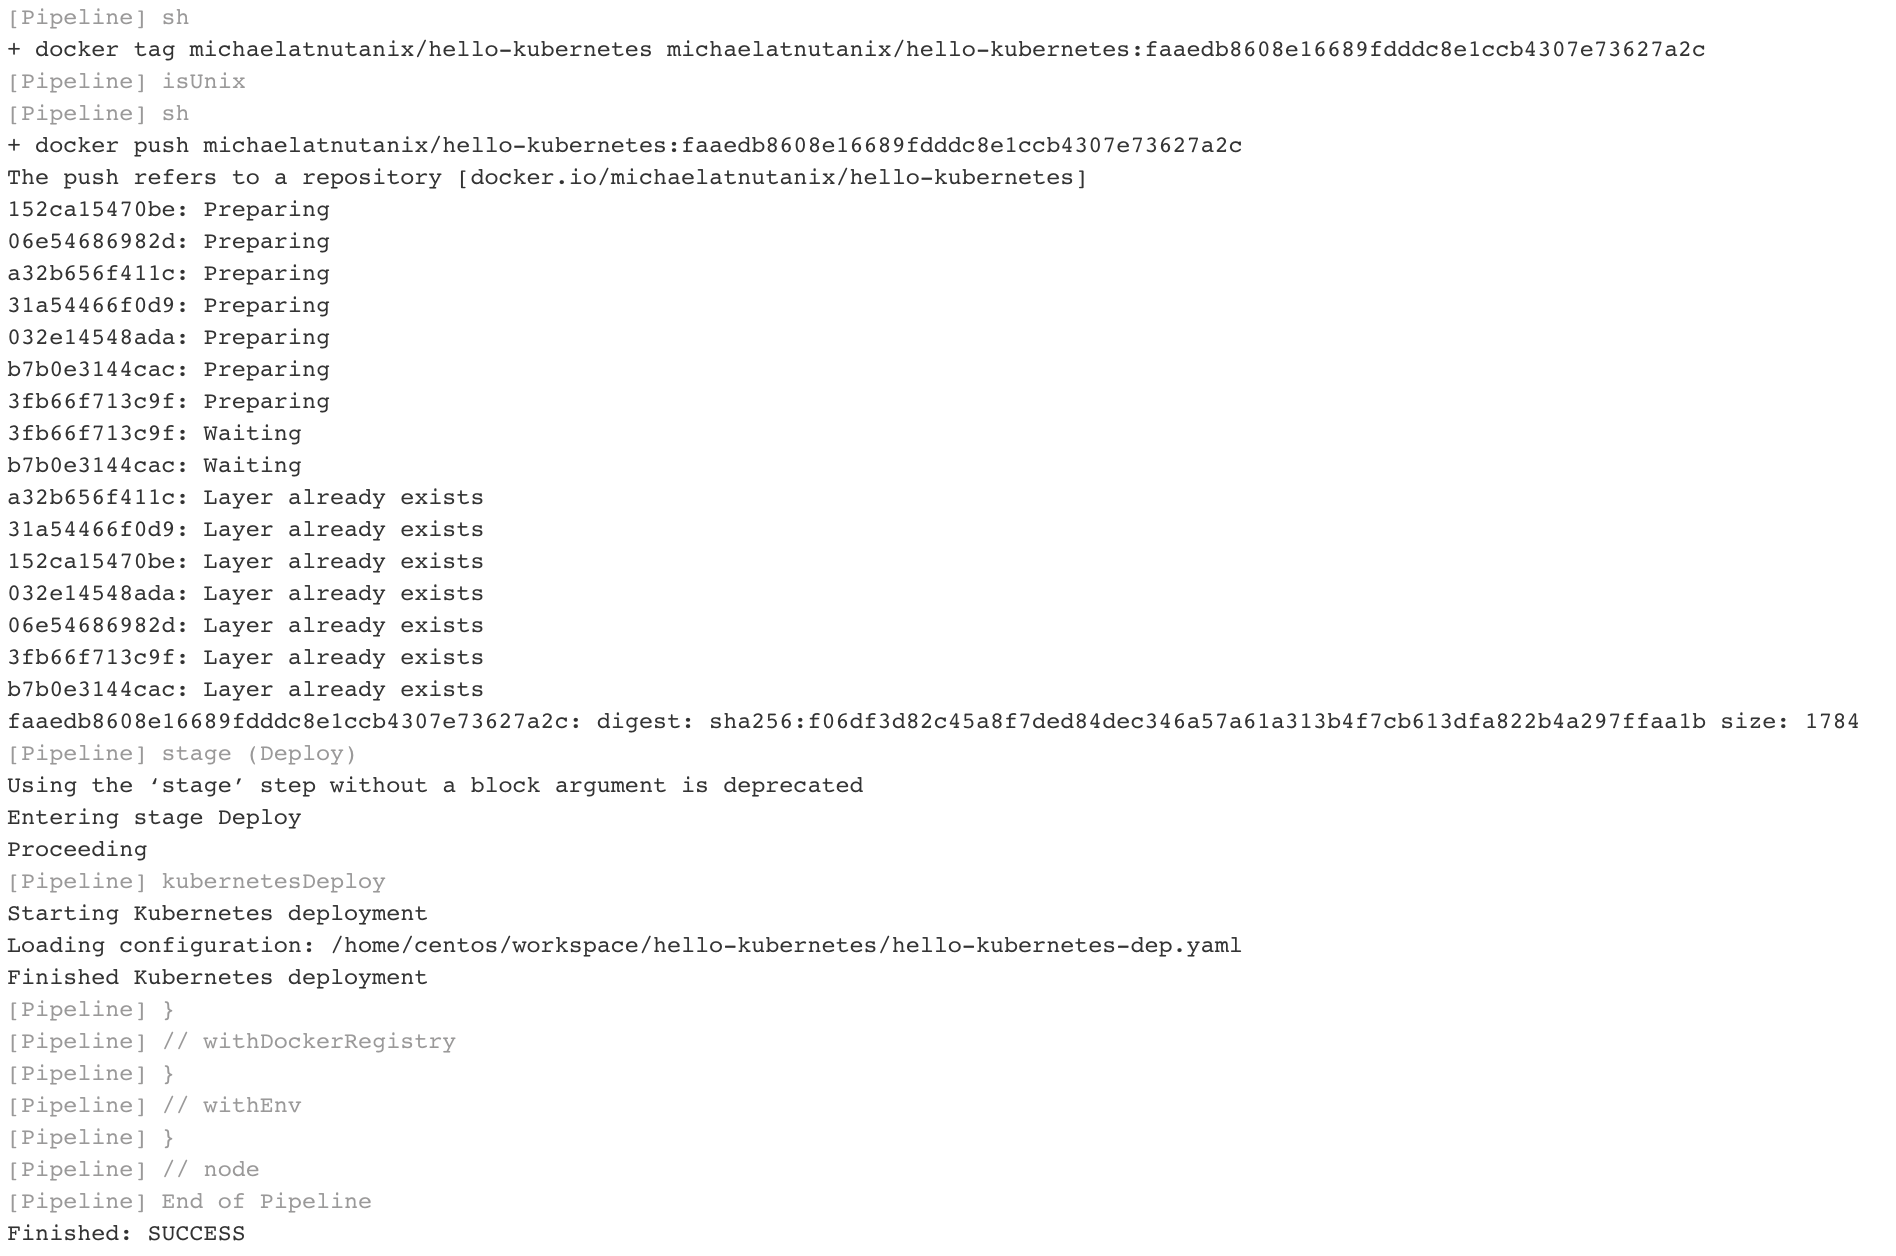 [Pipeline] sh
+ docker tag michaelatnutanix/hello-kubernetes michaelatnutanix/hello-kubernetes:faaedb8608e16689fdddc8e1ccb4307e73627a2c
[Pipeline] isUnix
[Pipeline] sh
+ docker push michaelatnutanix/hello-kubernetes:faaedb8608e16689fdddc8e1ccb4307e73627a2c
The push refers to a repository [docker.io/michaelatnutanix/hello-kubernetes]
152ca15470be: Preparing
06e54686982d: Preparing
a32b656f411c: Preparing
31a54466f0d9: Preparing
032e14548ada: Preparing
b7b0e3144cac: Preparing
3fb66f713c9f: Preparing
3fb66f713c9f: Waiting
b7b0e3144cac: Waiting
a32b656f411c: Layer already exists
31a54466f0d9: Layer already exists
152ca15470be: Layer already exists
032e14548ada: Layer already exists
06e54686982d: Layer already exists
3fb66f713c9f: Layer already exists
b7b0e3144cac: Layer already exists
faaedb8608e16689fdddc8e1ccb4307e73627a2c: digest: sha256:f06df3d82c45a8f7ded84dec346a57a61a313b4f7cb613dfa822b4a297ffaa1b size: 1784
[Pipeline] stage (Deploy)
Using the ‘stage’ step without a block argument is deprecated
Entering stage Deploy
Proceeding
[Pipeline] kubernetesDeploy
Starting Kubernetes deployment
Loading configuration: /home/centos/workspace/hello-kubernetes/hello-kubernetes-dep.yaml
Finished Kubernetes deployment
[Pipeline] }
[Pipeline] // withDockerRegistry
[Pipeline] }
[Pipeline] // withEnv
[Pipeline] }
[Pipeline] // node
[Pipeline] End of Pipeline
Finished: SUCCESS